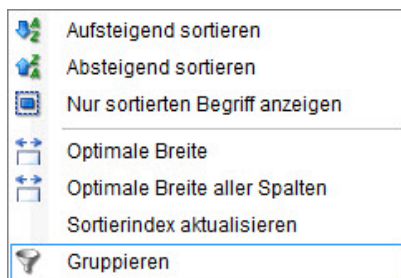 Aufsteigend sortieren
Absteigend sortieren
Nur sortierten Begriff anzeigen
Optimale Breite
Optimale Breite aller Spalten
Sortierindex aktualisieren
Gruppieren